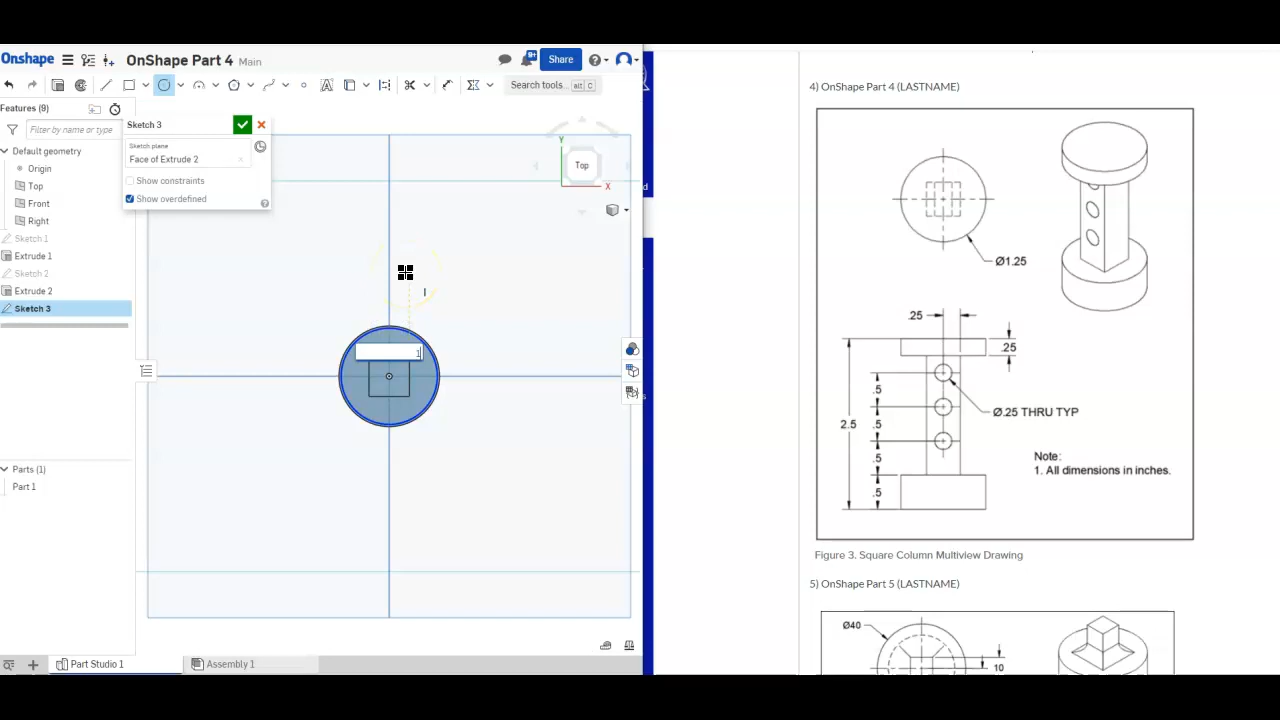 Onshape
OnShape Part 4 Main
9+
Share
Search tools... alt C
Features (9)
Filter by name or type
Default geometry
Origin
Top
Front
Right
Sketch 1
Extrude 1
Sketch 2
Extrude 2
Sketch 3
Parts (1)
Part 1
Sketch 3
Sketch plane
Face of Extrude 2
Show constraints
Show overdefined
Y
Top
X
1
Part Studio 1
Assembly 1
4) OnShape Part 4 (LASTNAME)
Ø1.25
.25
.25
.5
.5
.5
.5
2.5
Ø.25 THRU TYP
Note:
1. All dimensions in inches.
Figure 3. Square Column Multiview Drawing
5) OnShape Part 5 (LASTNAME)
Ø40
10